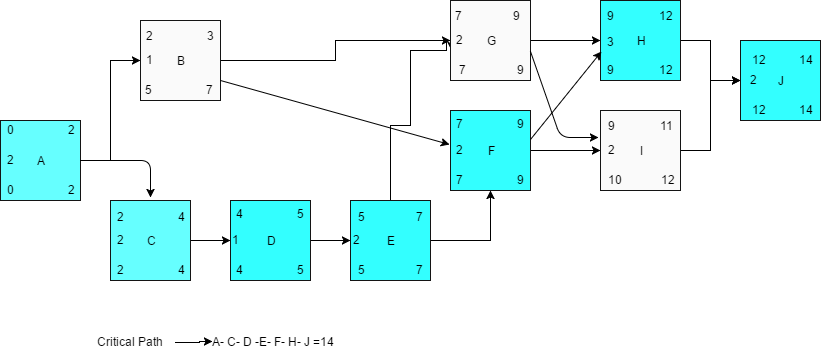 0 2
2 A
0 2
2 3
1 B
5 7
2 4
2 C
2 4
4 5
1 D
4 5
5 7
2 E
5 7
7 9
2 G
7 9
7 9
2 F
7 9
9 12
3 H
9 12
9 11
2 I
10 12
12 14
2 J
12 14
Critical Path A- C- D -E- F- H- J =14